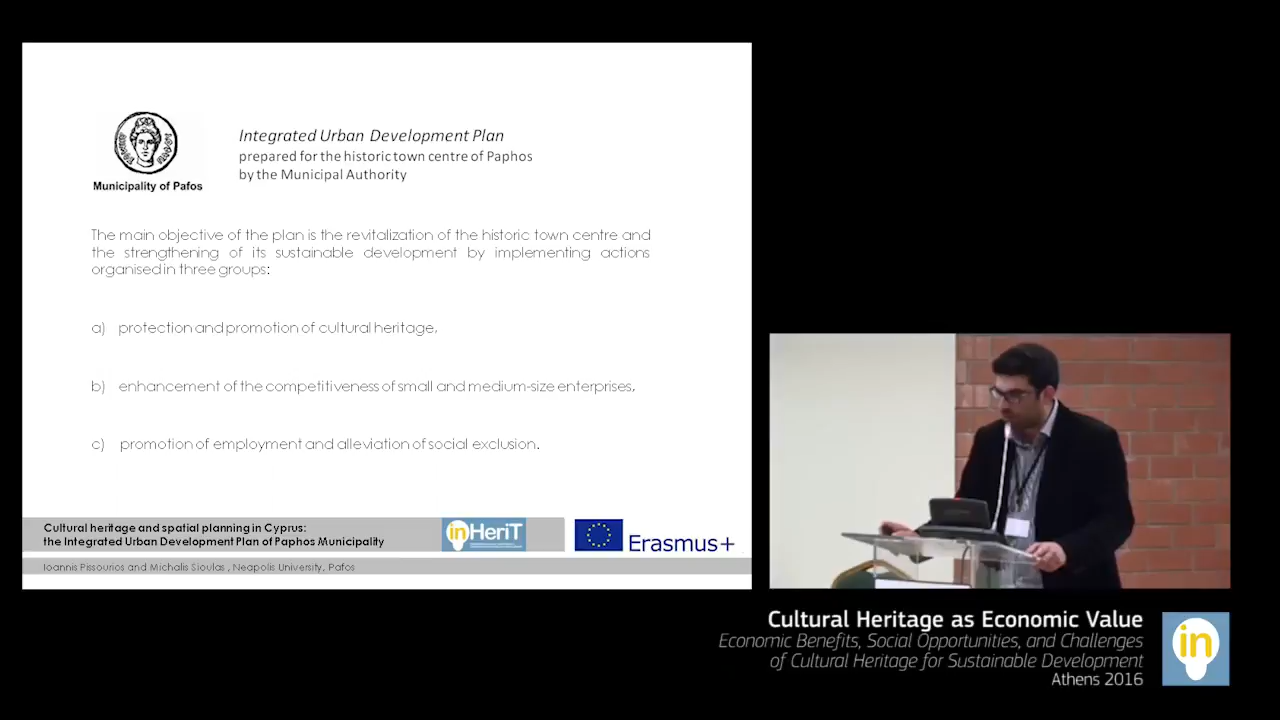 Integrated Urban Development Plan
prepared for the historic town centre of Paphos
by the Municipal Authority
Municipality of Pafos
The main objective of the plan is the revitalization of the historic town centre and
the strengthening of its sustainable development by implementing actions
organised in three groups:
a) protection and promotion of cultural heritage,
b) enhancement of the competitiveness of small and medium-size enterprises,
c) promotion of employment and alleviation of social exclusion.
Cultural heritage and spatial planning in Cyprus:
the Integrated Urban Development Plan of Paphos Municipality
inHeriT
Erasmus+
Ioannis Pissourios and Michalis Sioulas , Neapolis University, Pafos
Cultural Heritage as Economic Value
Economic Benefits, Social Opportunities, and Challenges
of Cultural Heritage for Sustainable Development
Athens 2016
in